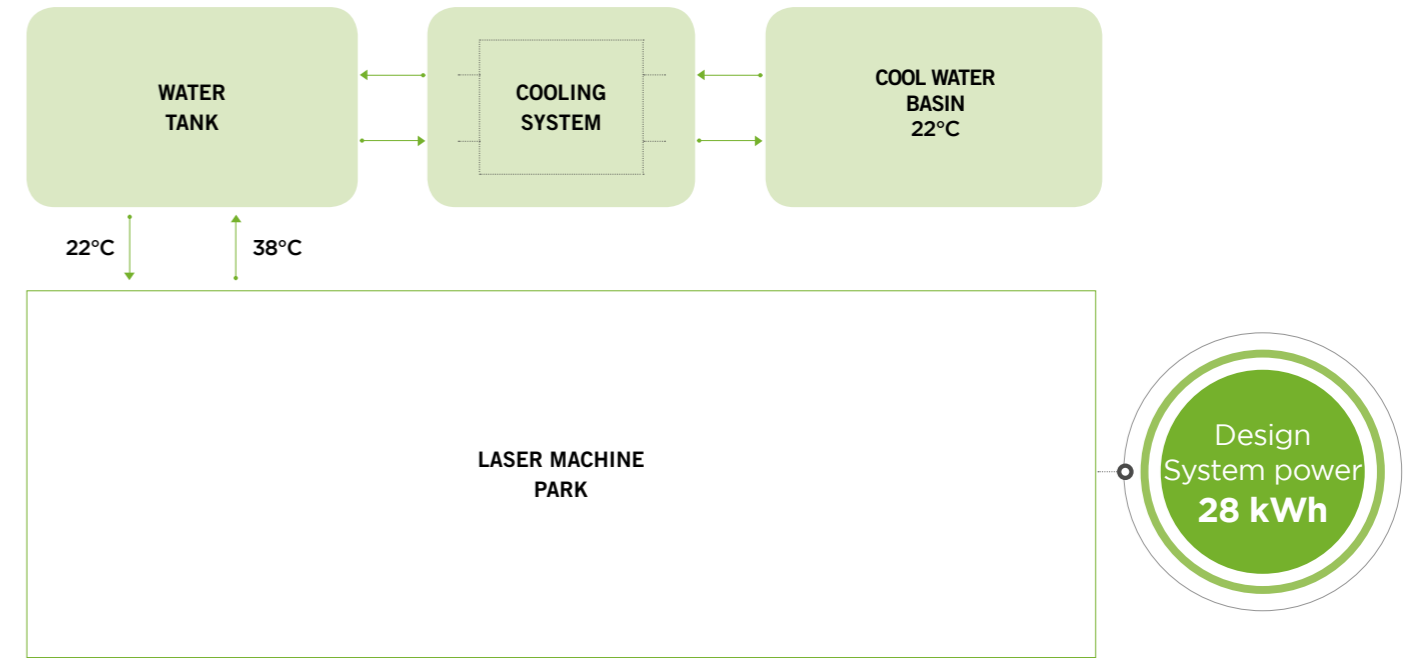 WATER
TANK
COOLING
SYSTEM
COOL WATER
BASIN
22°C
22°C
38°C
LASER MACHINE
PARK
Design
System power
28 kWh